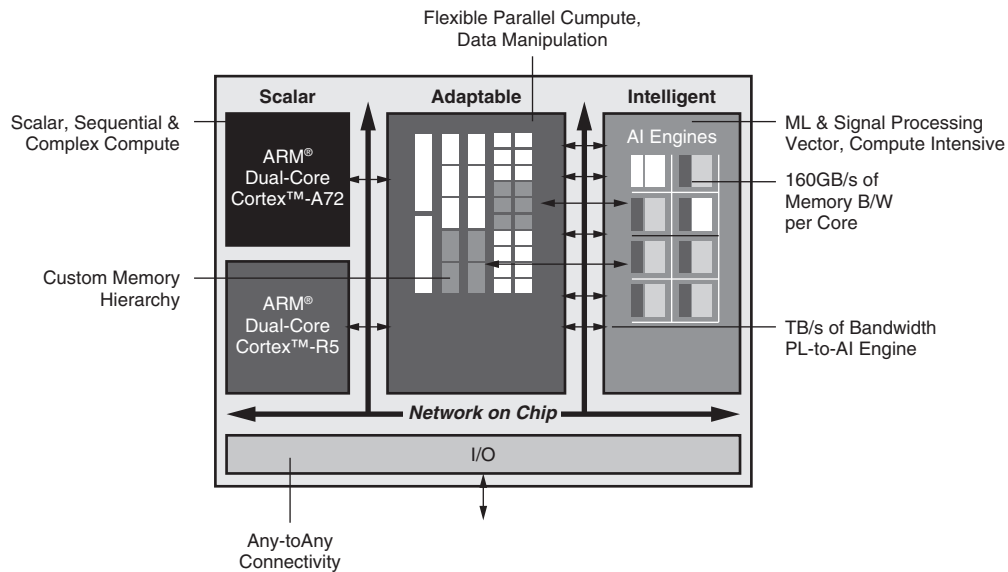 Flexible Parallel Cumpute,
Data Manipulation
Scalar
Adaptable
Intelligent
Scalar, Sequential &
Complex Compute
ARM®
Dual-Core
Cortex™-A72
AI Engines
ML & Signal Processing
Vector, Compute Intensive
160GB/s of
Memory B/W
per Core
Custom Memory
Hierarchy
ARM®
Dual-Core
Cortex™-R5
TB/s of Bandwidth
PL-to-AI Engine
Network on Chip
I/O
Any-toAny
Connectivity